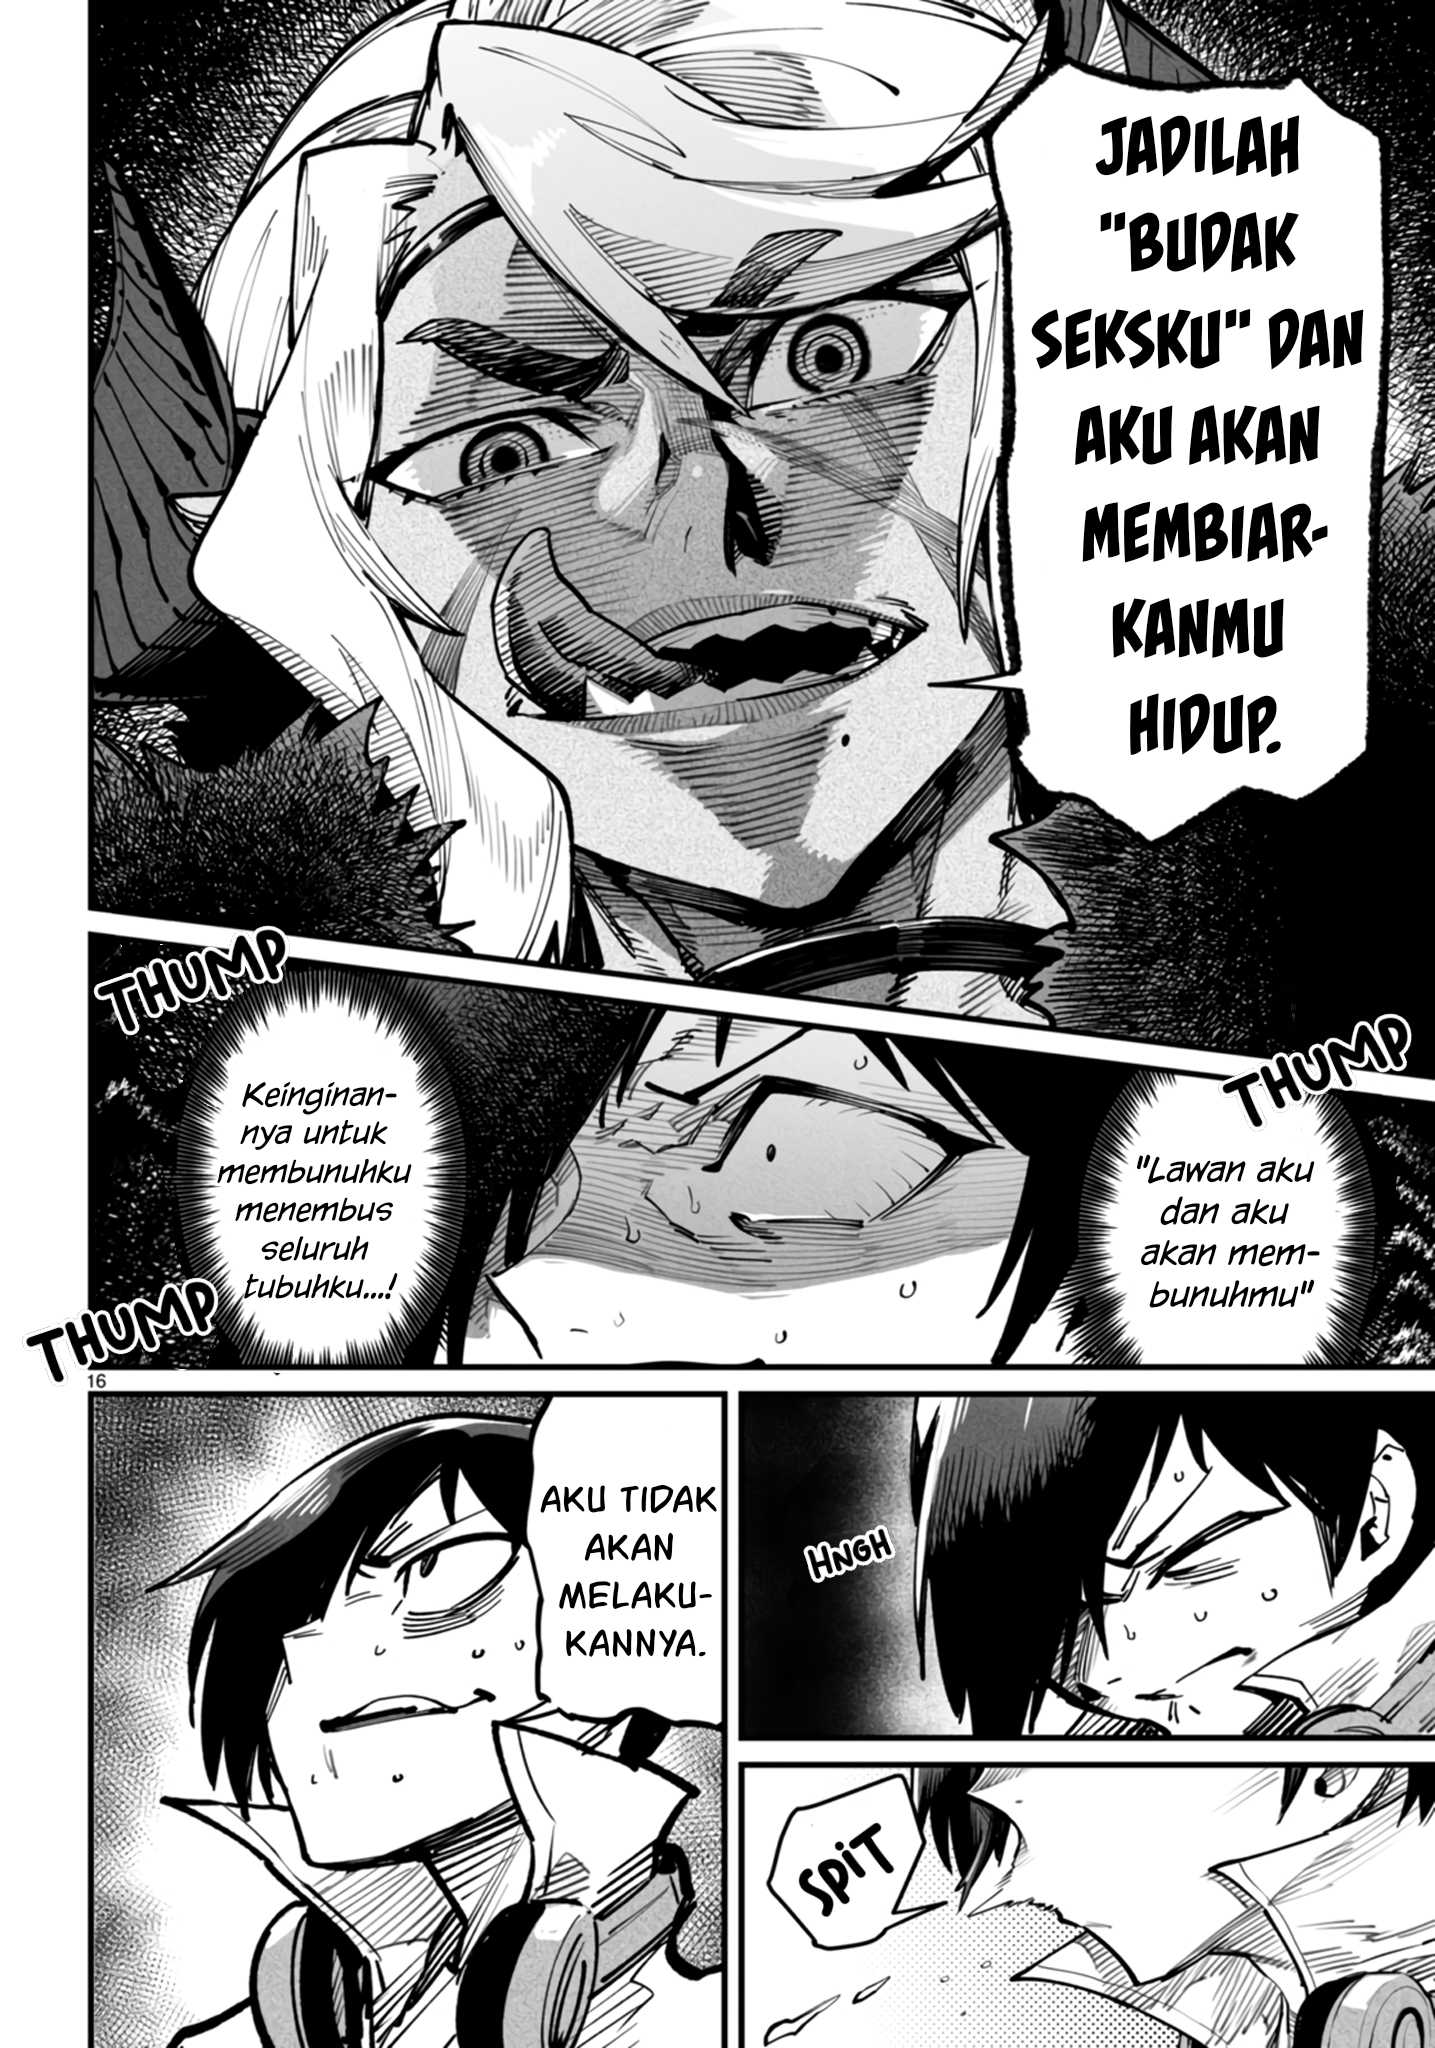 JADILAH
"BUDAK
SEKSKU" DAN
AKU AKAN
MEMBIAR-
KANMU
HIDUP.
THUMP
THUMP
"Lawan aku
dan aku
akan mem-
bunuhmu"
Keinginan-
nya untuk
membunuhku
menembus
seluruh
tubuhku...!
THUMP
16
HNGH
SPIT
AKU TIDAK
AKAN
MELAKU-
KANNYA.